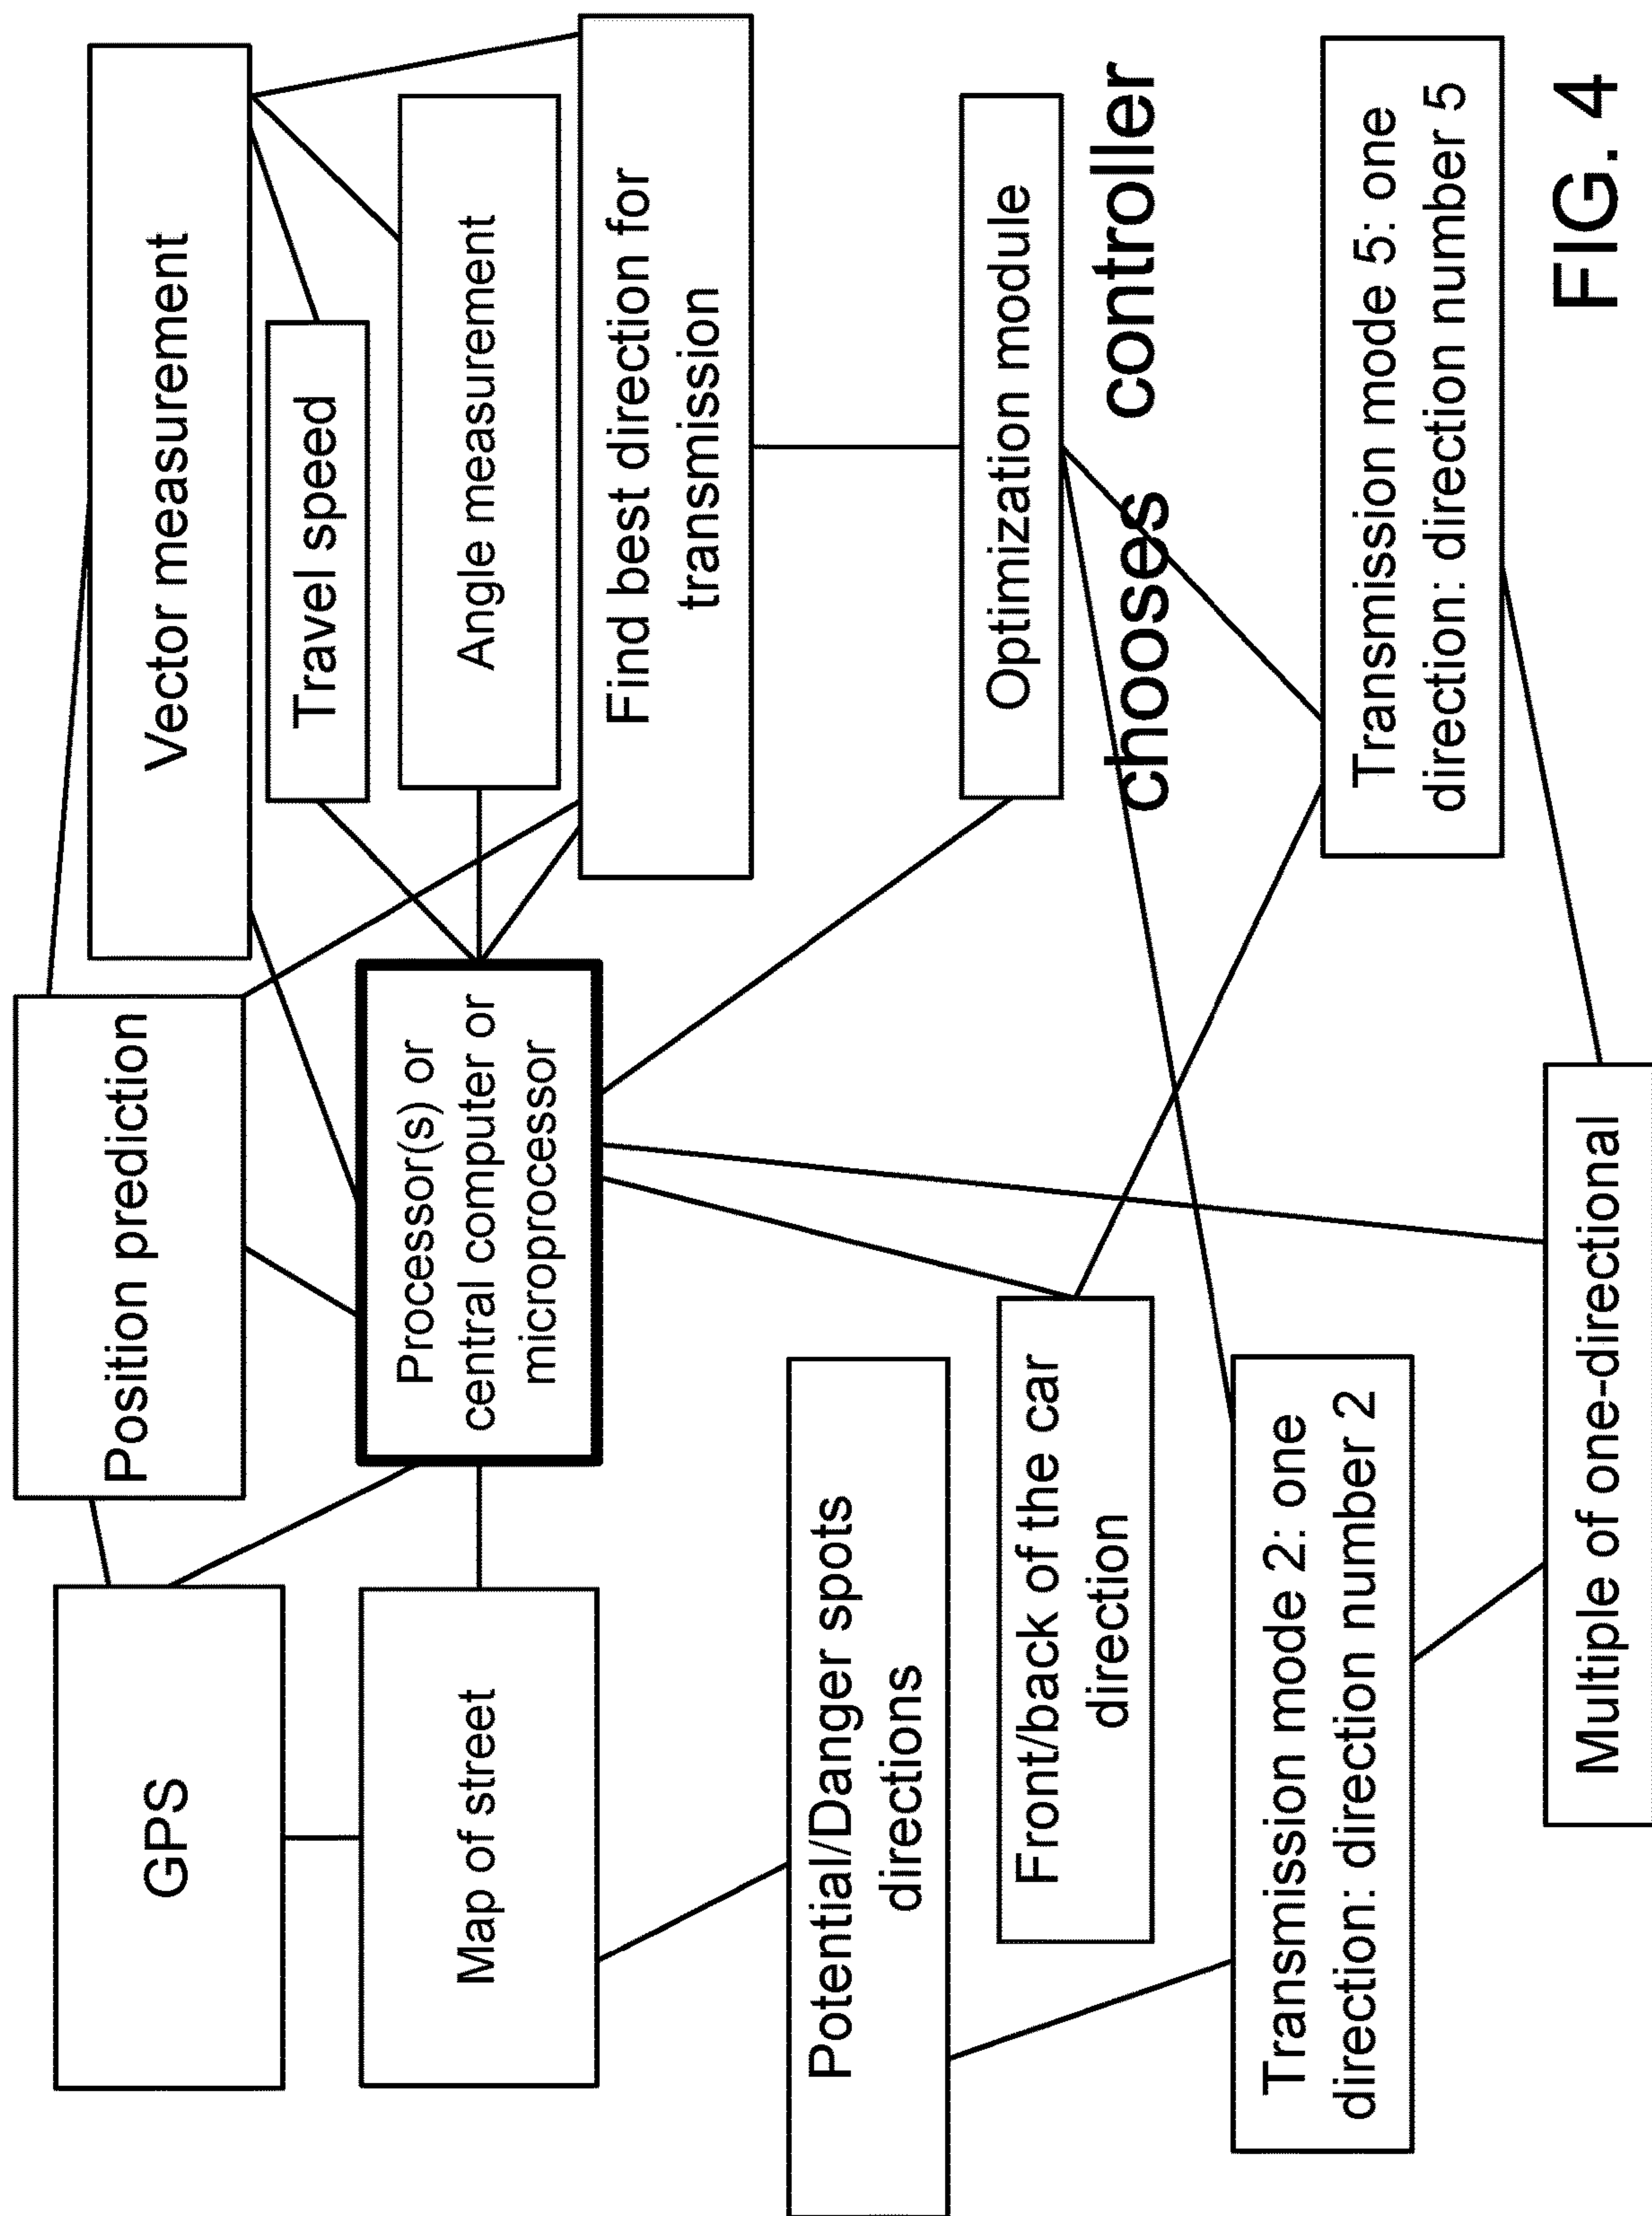 GPS
Position prediction
Vector measurement
Travel speed
Map of street
Processor(s) or
central computer or
microprocessor
Angle measurement
Find best direction for
transmission
Potential/Danger spots
directions
Front/back of the car
direction
Optimization module
chooses controller
Transmission mode 2: one
direction: direction number 2
Transmission mode 5: one
direction: direction number 5
Multiple of one-directional
FIG. 4